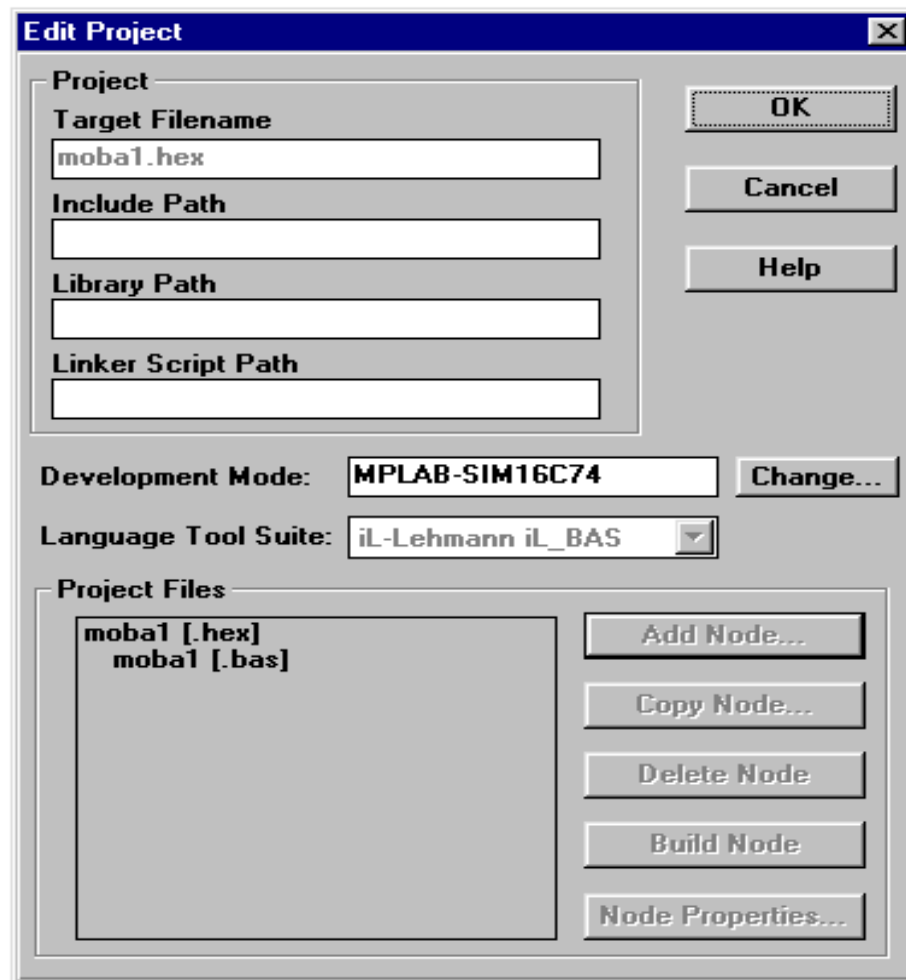 Edit Project
Project
Target Filename
moba1.hex
Include Path
Library Path
Linker Script Path
OK
Cancel
Help
Development Mode: MPLAB-SIM16C74 Change...
Language Tool Suite: iL-Lehmann iL_BAS
Project Files
moba1 [.hex]
moba1 [.bas]
Add Node...
Copy Node...
Delete Node
Build Node
Node Properties...